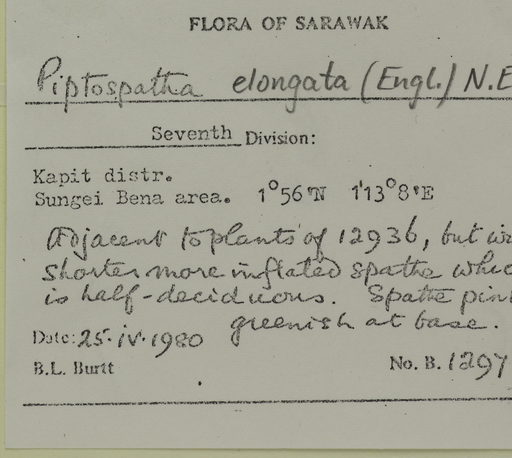 FLORA OF SARAWAK
Piptospatha elongata (Engl.) N.E
Seventh Division:
Kapit distr.
Sungei Bena area. 1°56'N 1'13°8'E
Adjacent to plants of 12936, but
shorter more inflated spathe
is half-deciduous. Spathe
greenish at base.
Date: 25.iv.1980
B.L. Burtt No. B. 1297